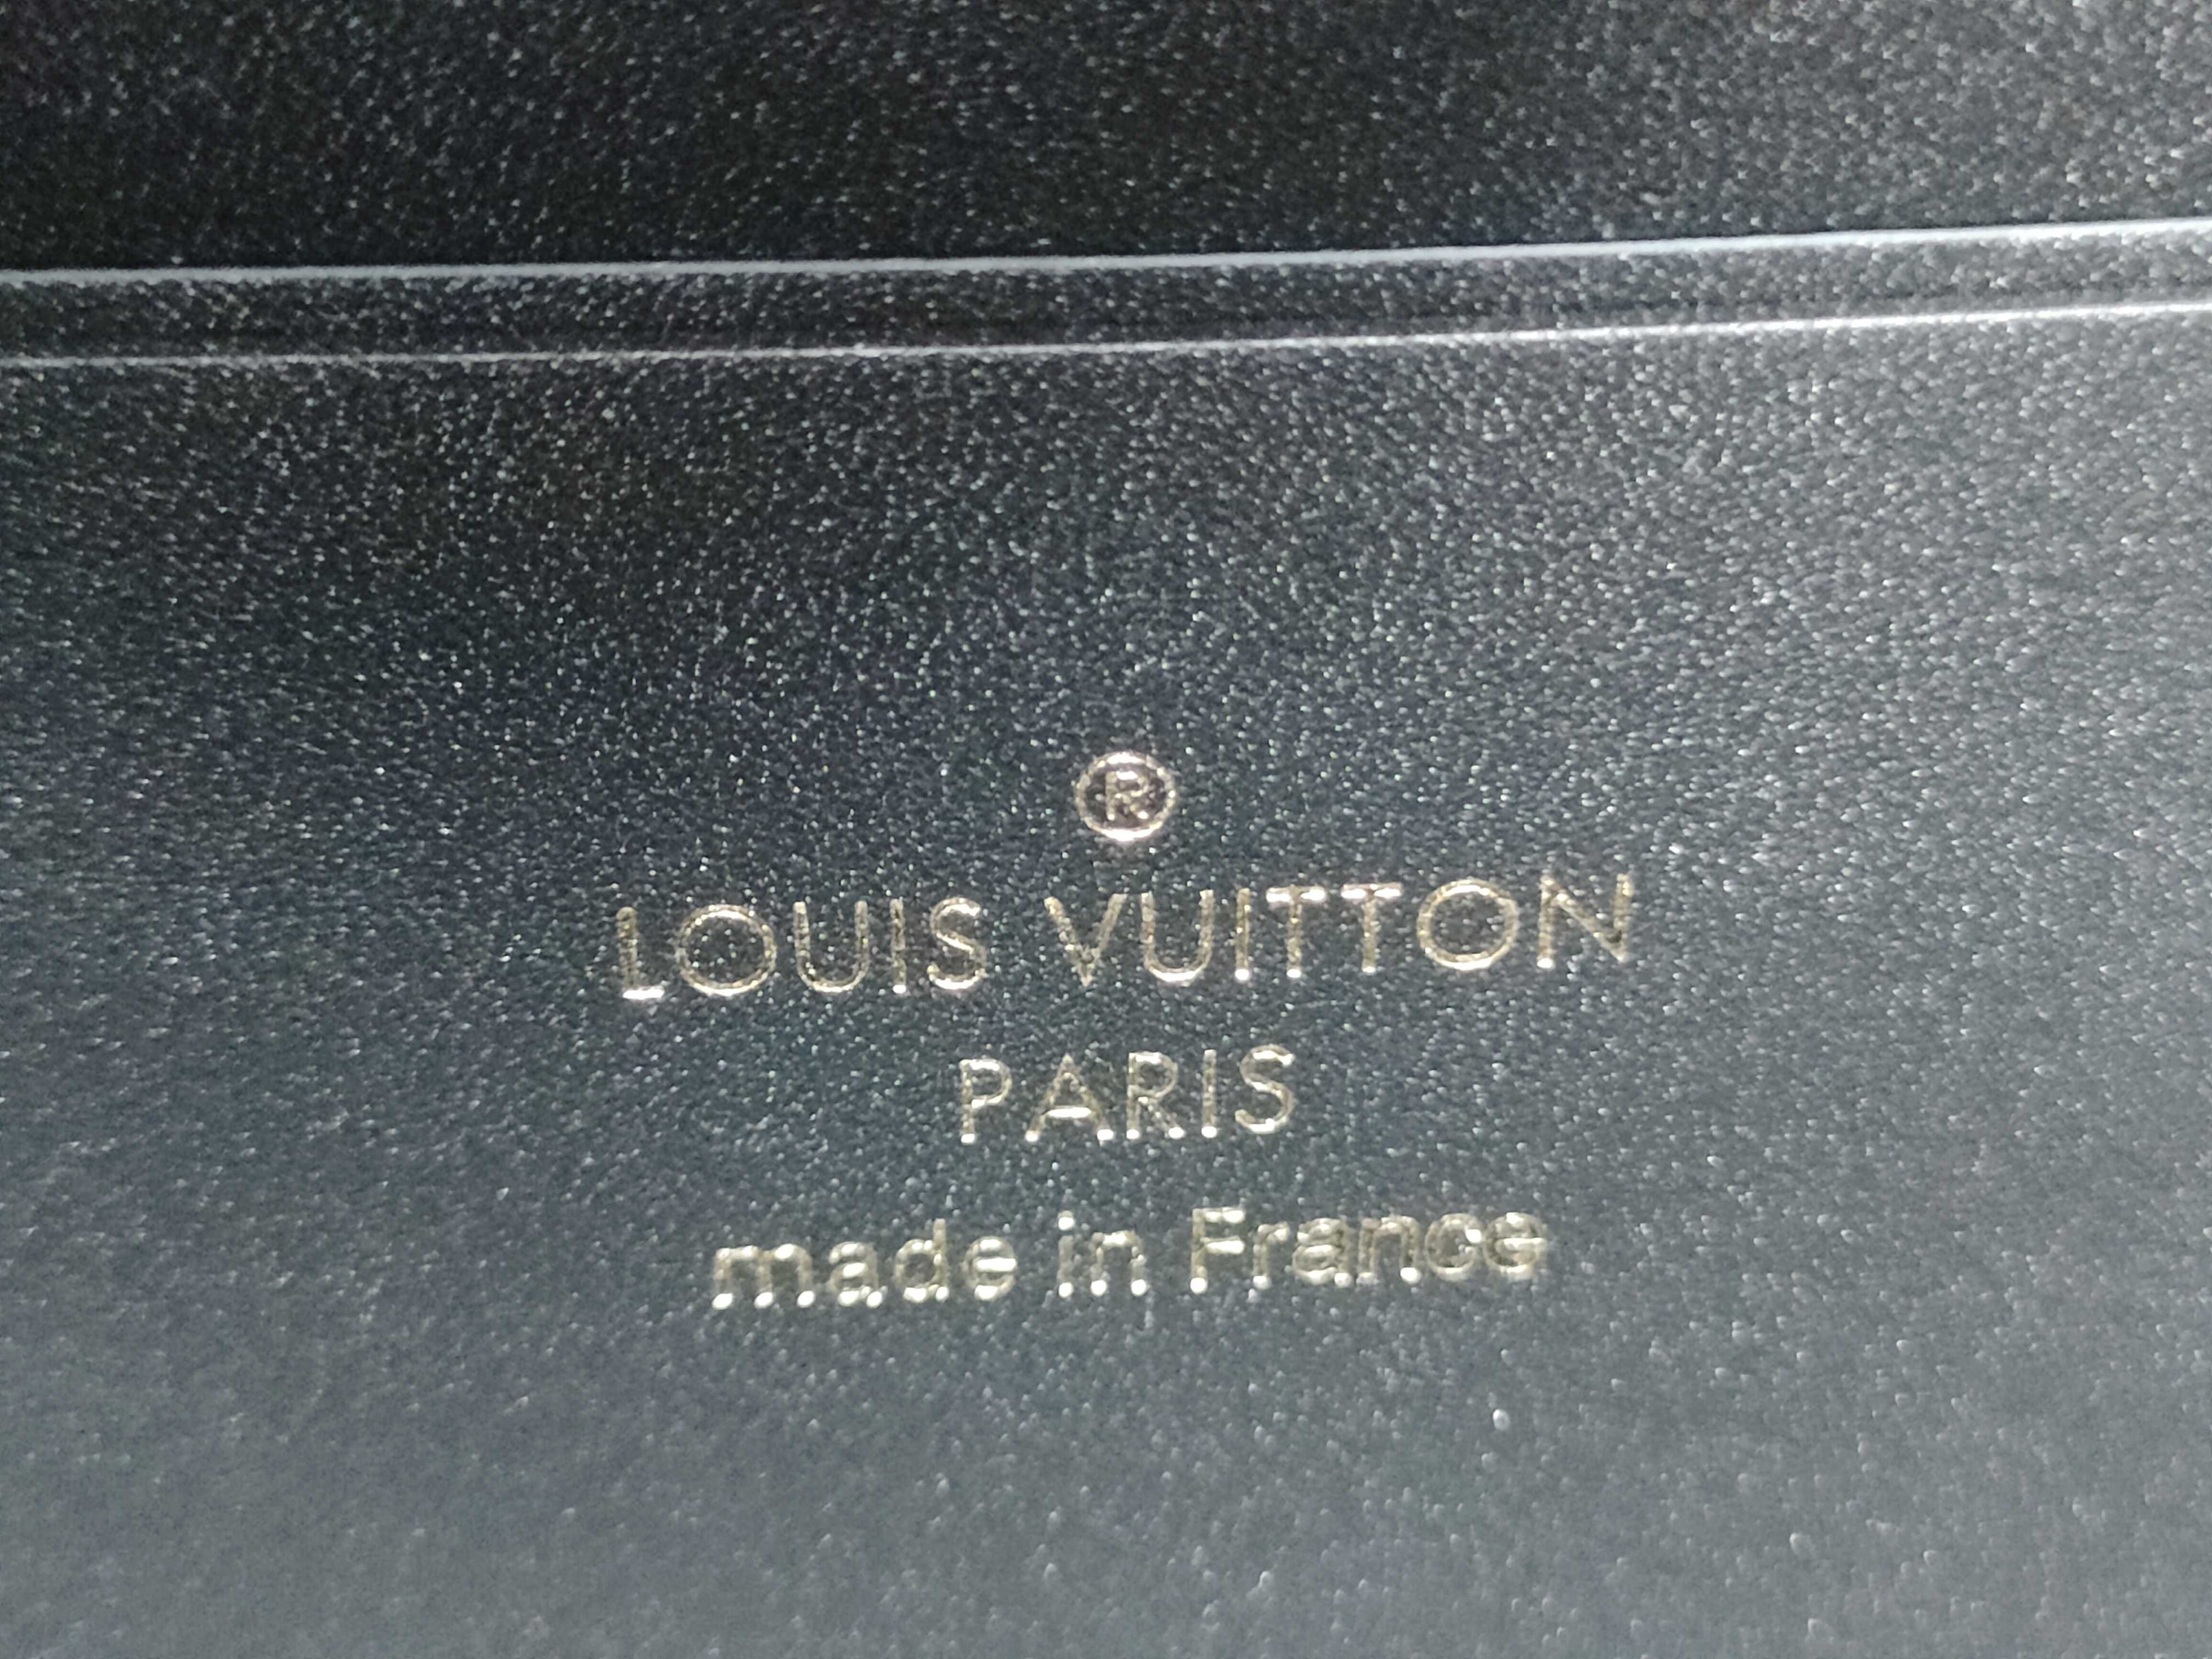 ®
LOUIS VUITTON
PARIS
made in France